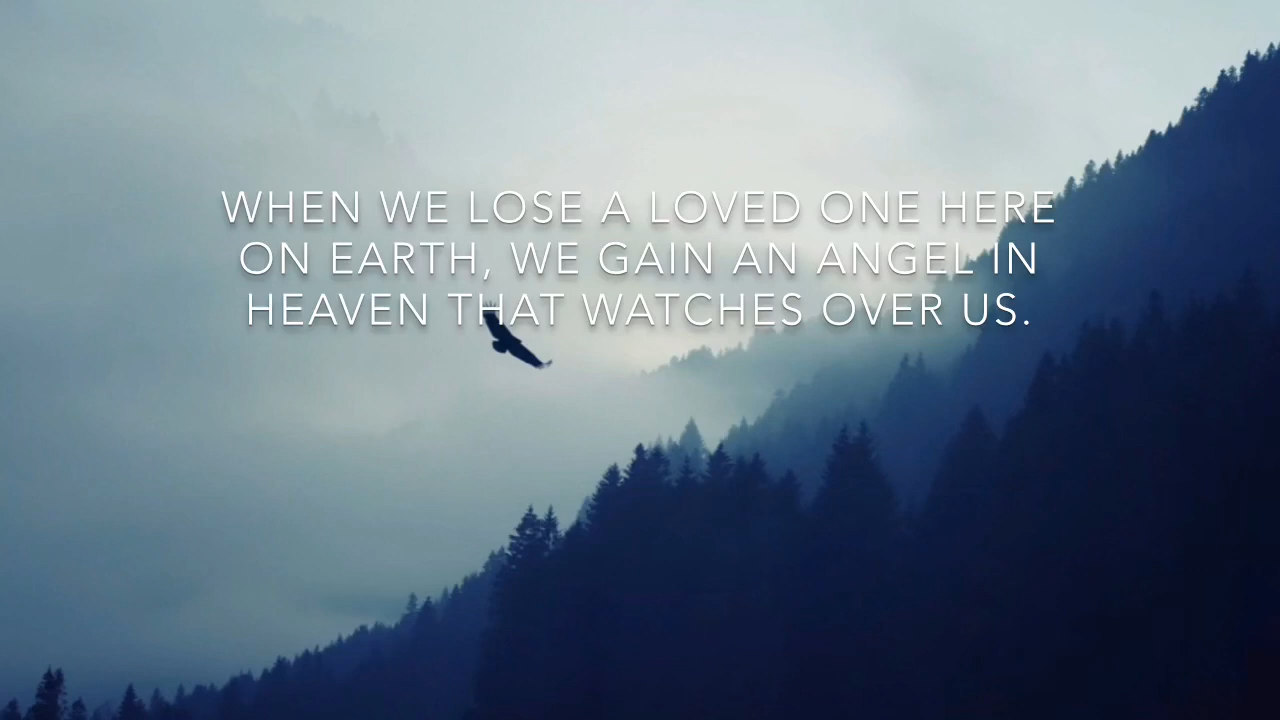 WHEN WE LOSE A LOVED ONE HERE
ON EARTH, WE GAIN AN ANGEL IN
HEAVEN THAT WATCHES OVER US.